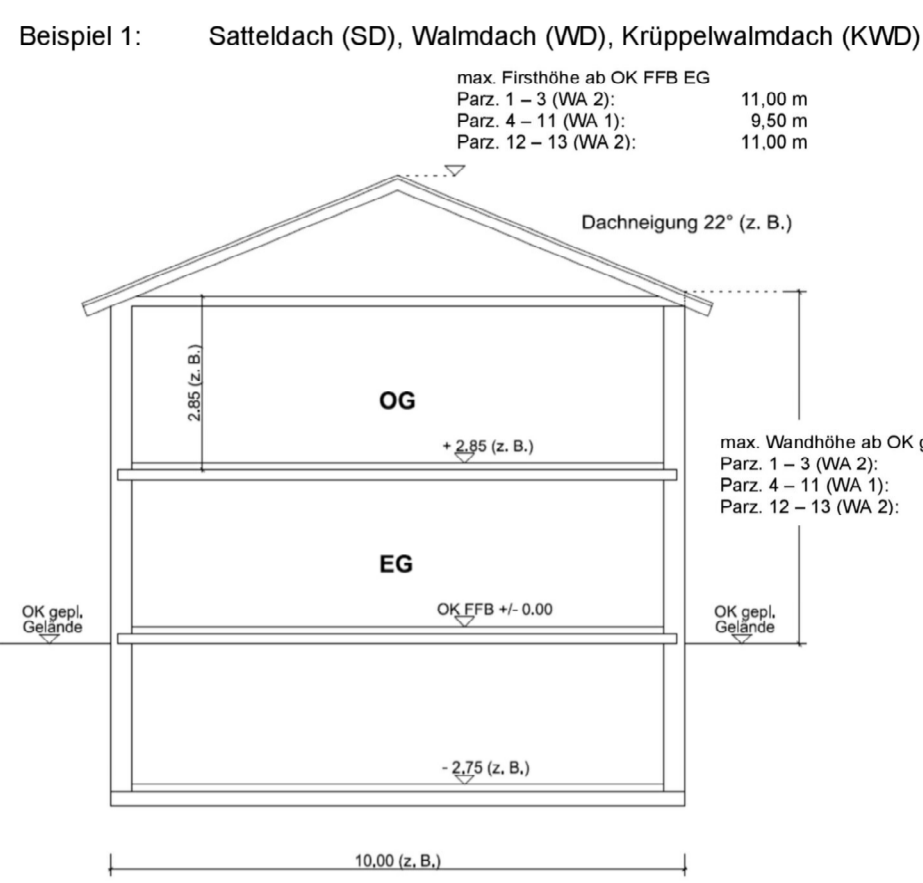 Beispiel 1: Satteldach (SD), Walmdach (WD), Krüppelwalmdach (KWD)
max. Firsthöhe ab OK FFB EG
Parz. 1 – 3 (WA 2): 11,00 m
Parz. 4 – 11 (WA 1): 9,50 m
Parz. 12 – 13 (WA 2): 11,00 m
Dachneigung 22° (z. B.)
2.85 (z. B.)
OG
+ 2.85 (z. B.)
max. Wandhöhe ab OK
Parz. 1 – 3 (WA 2):
Parz. 4 – 11 (WA 1):
Parz. 12 – 13 (WA 2):
EG
OK gepl.
Gelände
OK FFB +/- 0.00
OK gepl.
Gelände
- 2.75 (z. B.)
10.00 (z. B.)